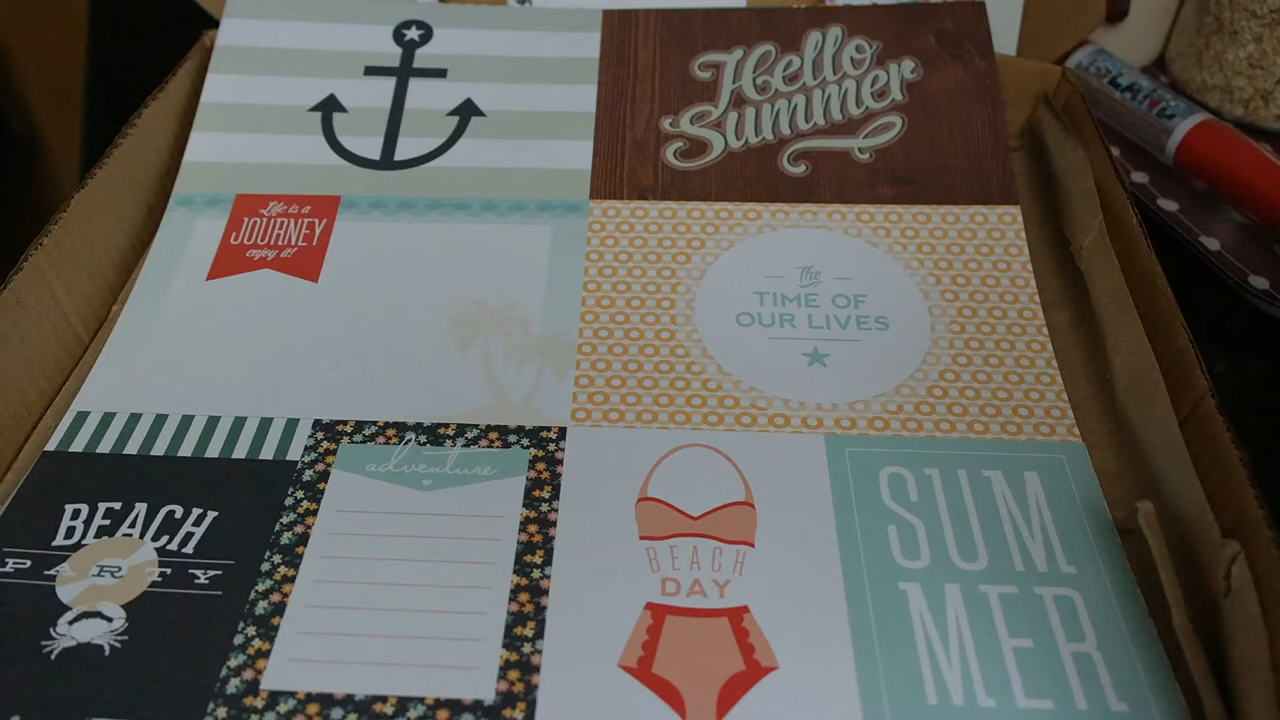 Hello
Summer
Life is a
JOURNEY
enjoy it!
The
TIME OF
OUR LIVES
BEACH
PARTY
adventure
BEACH
DAY
SUM
MER